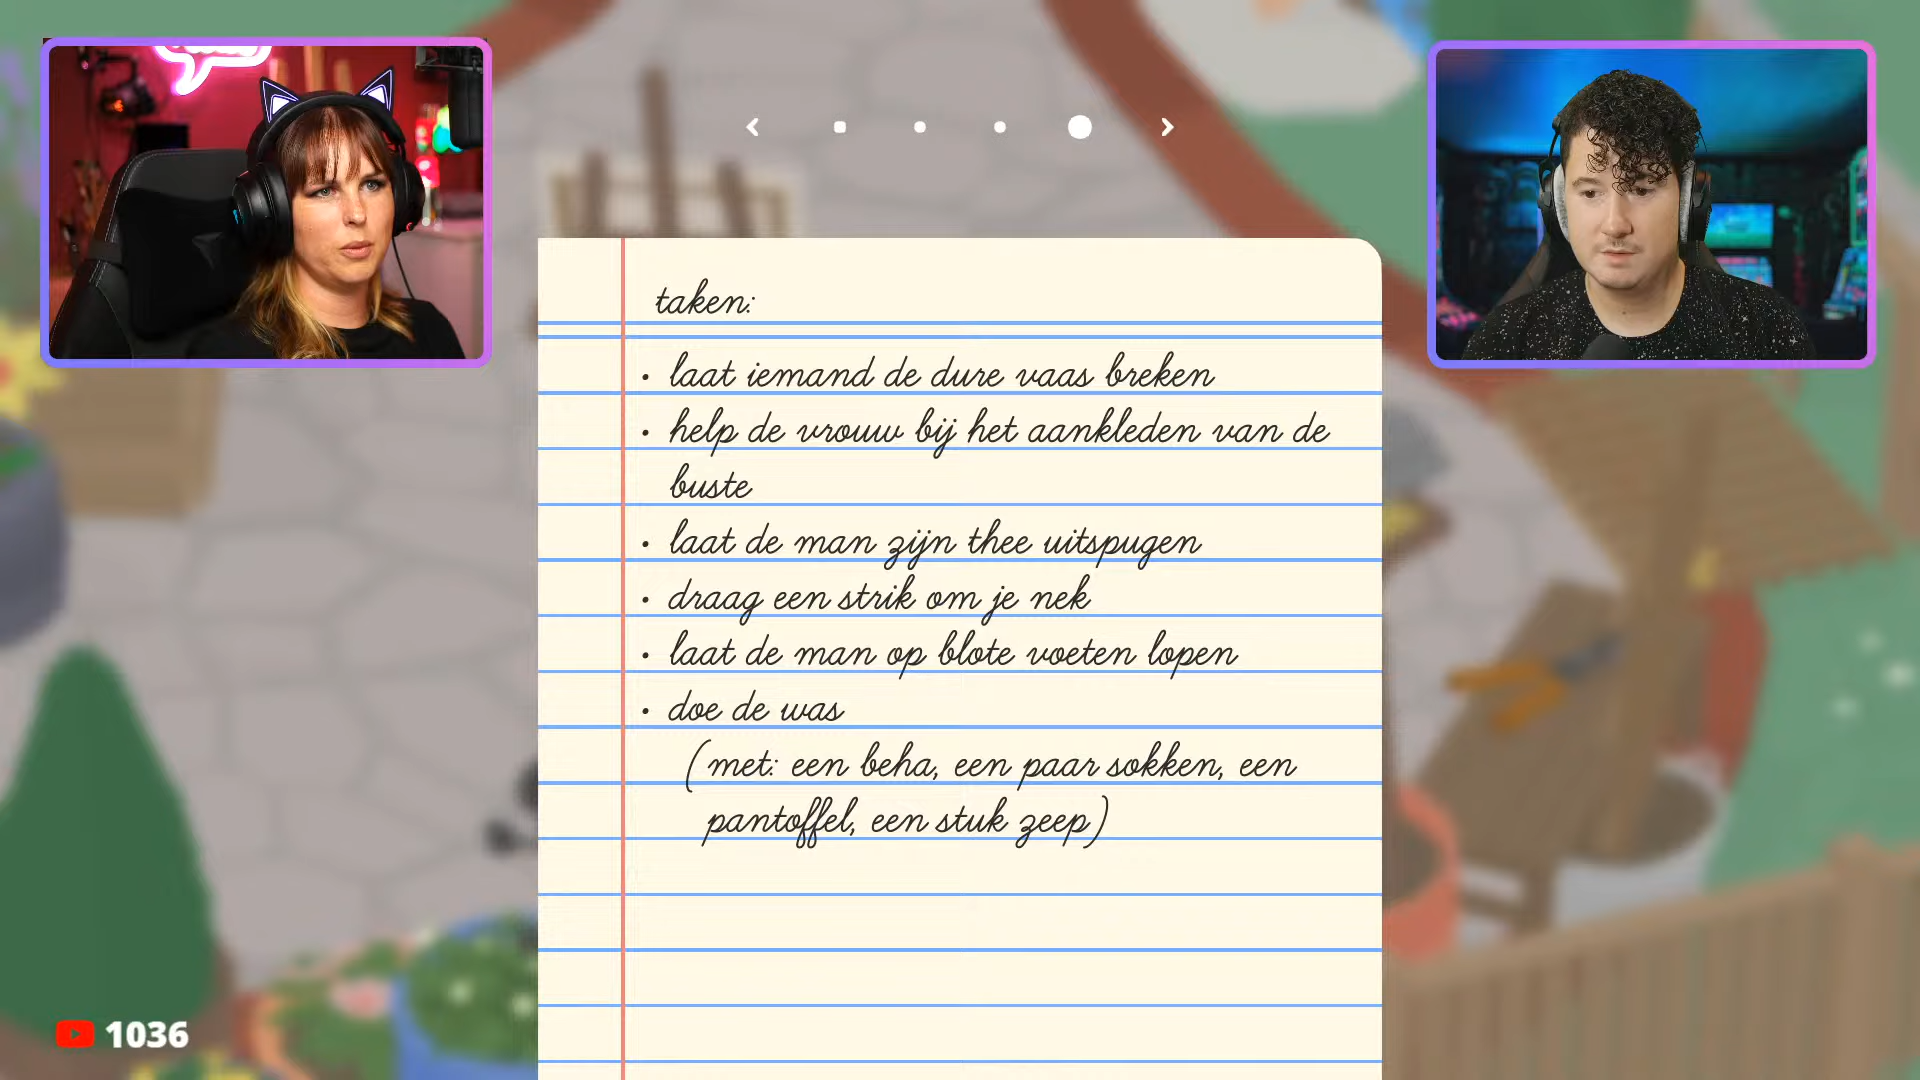 taken:
• laat iemand de dure vaas breken
• help de vrouw bij het aankleden van de
buste
• laat de man zijn thee uitspugen
• draag een strik om je nek
• laat de man op blote voeten lopen
• doe de was
(met: een beha, een paar sokken, een
pantoffel, een stuk zeep)
1036